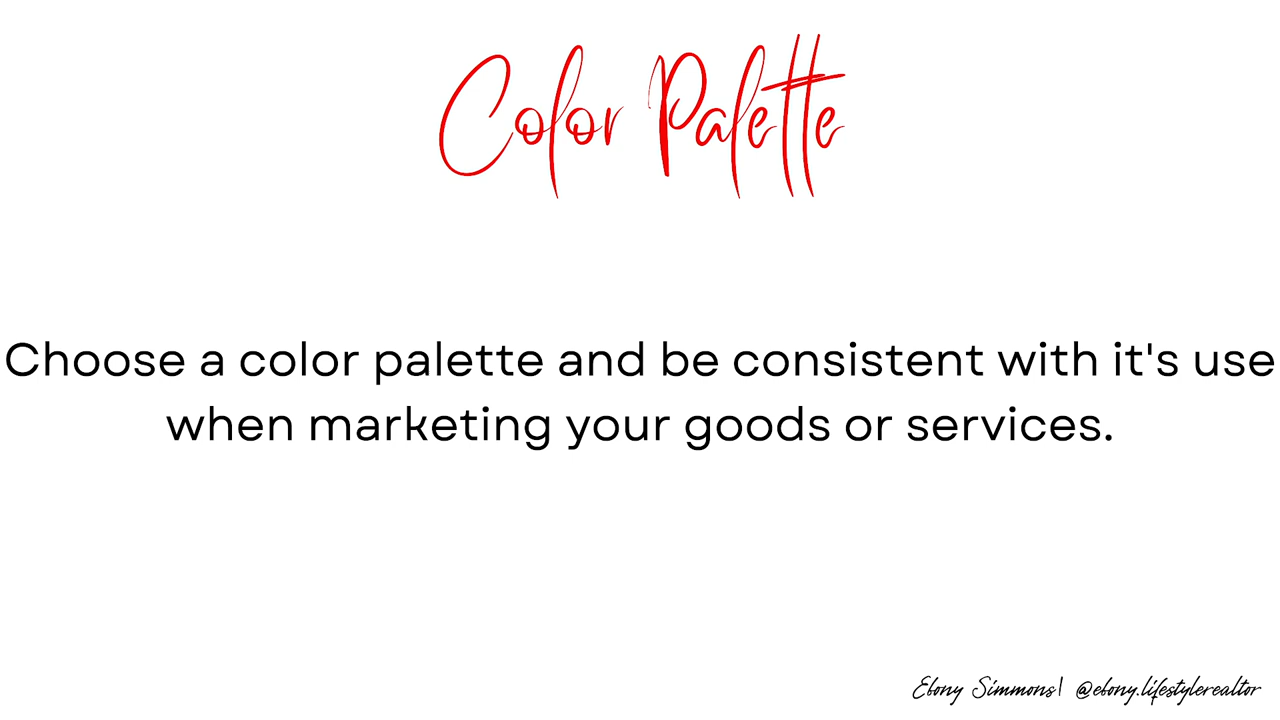 Color Palette
Choose a color palette and be consistent with it's use
when marketing your goods or services.
Ebony Simmons| @ebony.lifestylerealtor